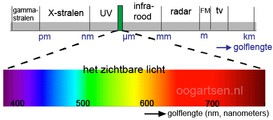 gamma-
stralen X-stralen UV infra-
rood radar FM tv
pm nm µm mm m km
golflengte
het zichtbare licht
oogartsen.nl
400 500 600 700
golflengte (nm, nanometers)